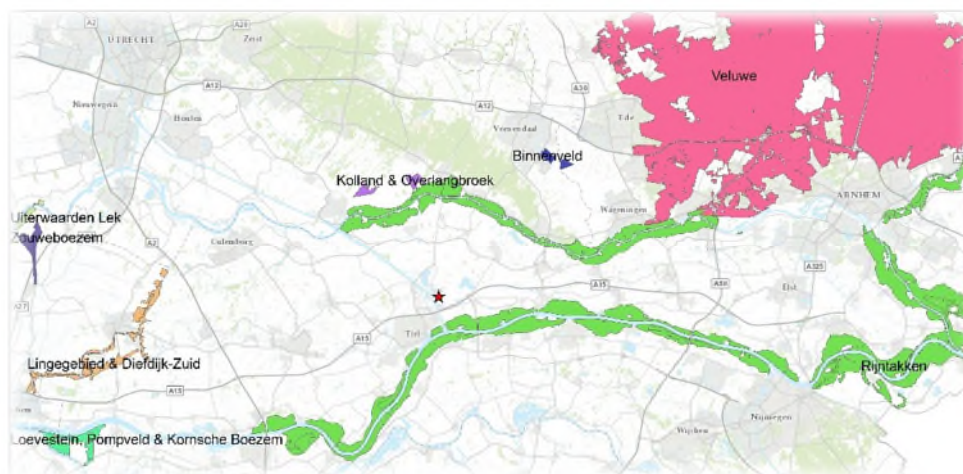 A2
A28
UTRECHT
Zeist
Veluwe
A12
A30
Nieuwegein
A12
Ede
Houten
Veenendaal
Binnenveld
Kolland & Overlangbroek
ARNHEM
Wageningen
Uiterwaarden Lek
Zouweboezem
A2
Culemborg
A325
A27
A15
A50
Elst
Tiel
A15
Lingegebied & Diefdijk-Zuid
Rijntakken
A15
Nijmegen
Loevestein, Pompveld & Kornsche Boezem
Wijchen